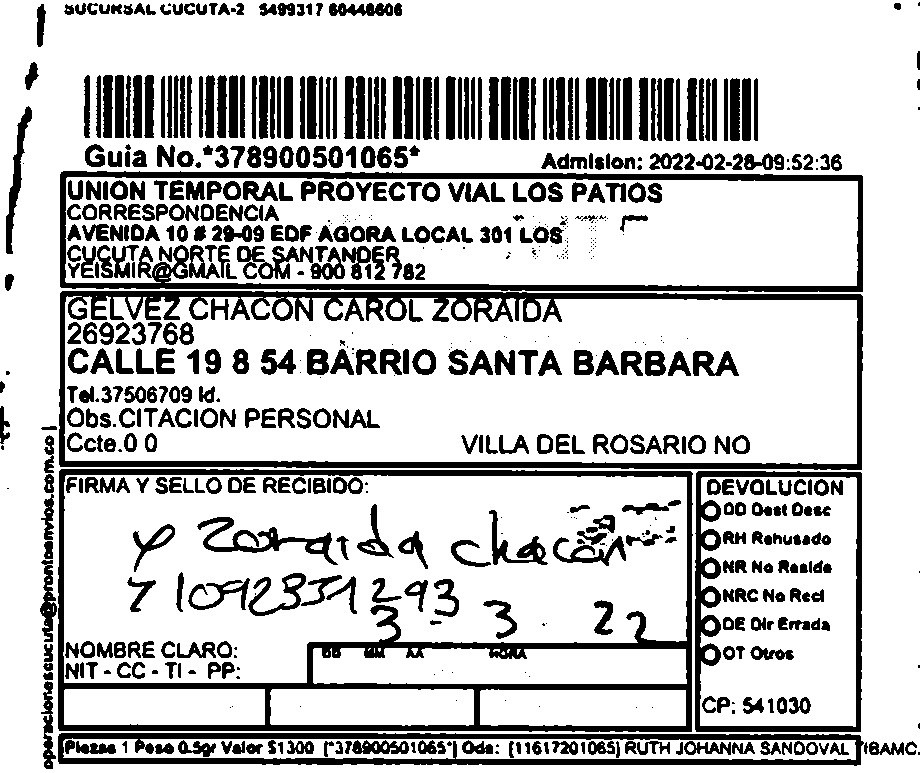 SUCURSAL CUCUTA-2 5499317 60448606
Guia No.*378900501065*
Admision: 2022-02-28-09:52:36
UNION TEMPORAL PROYECTO VIAL LOS PATIOS
CORRESPONDENCIA
AVENIDA 10 # 29-09 EDF AGORA LOCAL 301 LOS
CUCUTA NORTE DE SANTANDER
YEISMIR@GMAIL COM - 900 812 782
GELVEZ CHACON CAROL ZORAIDA
26923768
CALLE 19 8 54 BARRIO SANTA BARBARA
Tel.37506709 Id.
Obs.CITACION PERSONAL
Ccte.0 0 VILLA DEL ROSARIO NO
operacionescucuta@prontoenvios.com.co |
FIRMA Y SELLO DE RECIBIDO:
Zoraida chacón
3 3 22
NOMBRE CLARO:
DD MM AA HORA
NIT - CC - TI - PP:
DEVOLUCION
DD Dest Desc
RH Rehusado
NR No Reside
NRC No Recl
DE Dir Errada
OT Otros
CP: 541030
Piezas 1 Peso 0.5gr Valor $1300 [*378900501065*] Ods: [11617201065] RUTH JOHANNA SANDOVAL